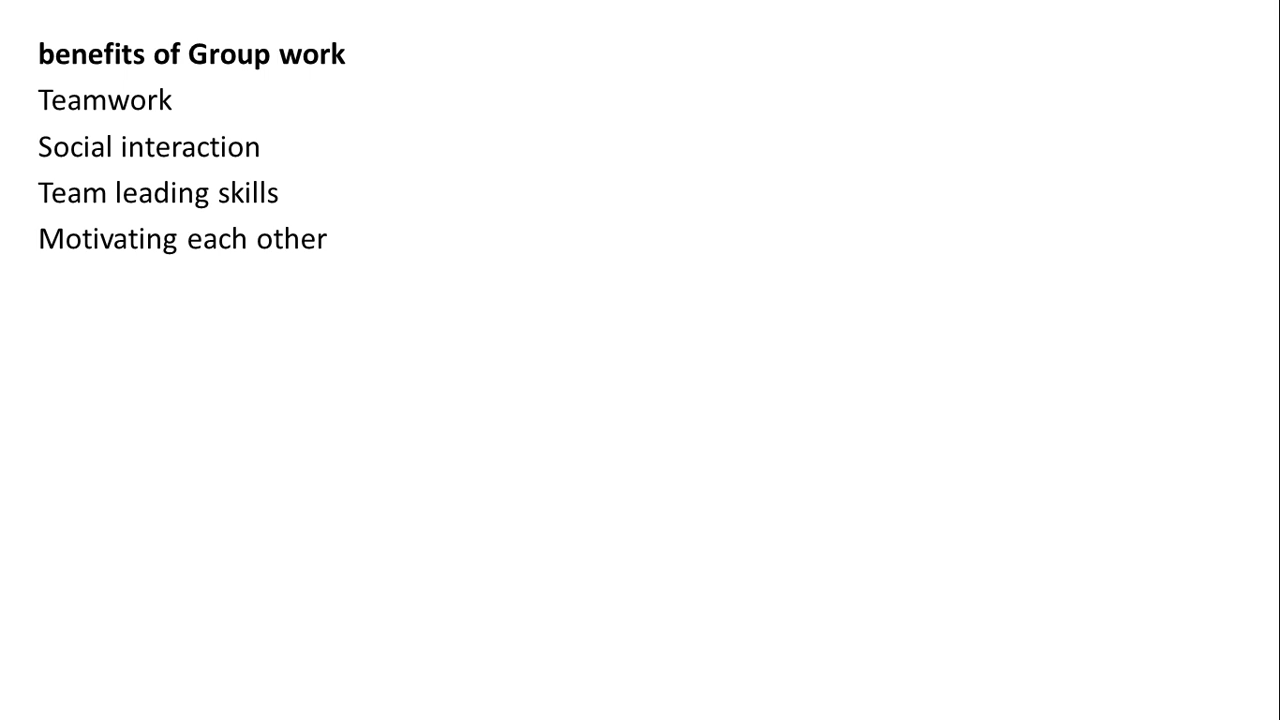 benefits of Group work
Teamwork
Social interaction
Team leading skills
Motivating each other